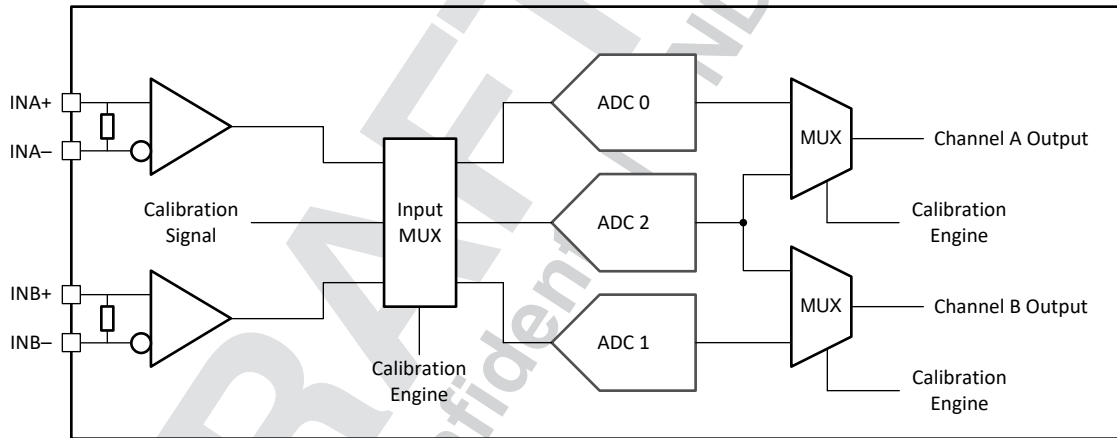 INA+
INA–
INB+
INB–
Calibration
Signal
Input
MUX
Calibration
Engine
ADC 0
ADC 2
ADC 1
MUX
Channel A Output
Calibration
Engine
MUX
Channel B Output
Calibration
Engine